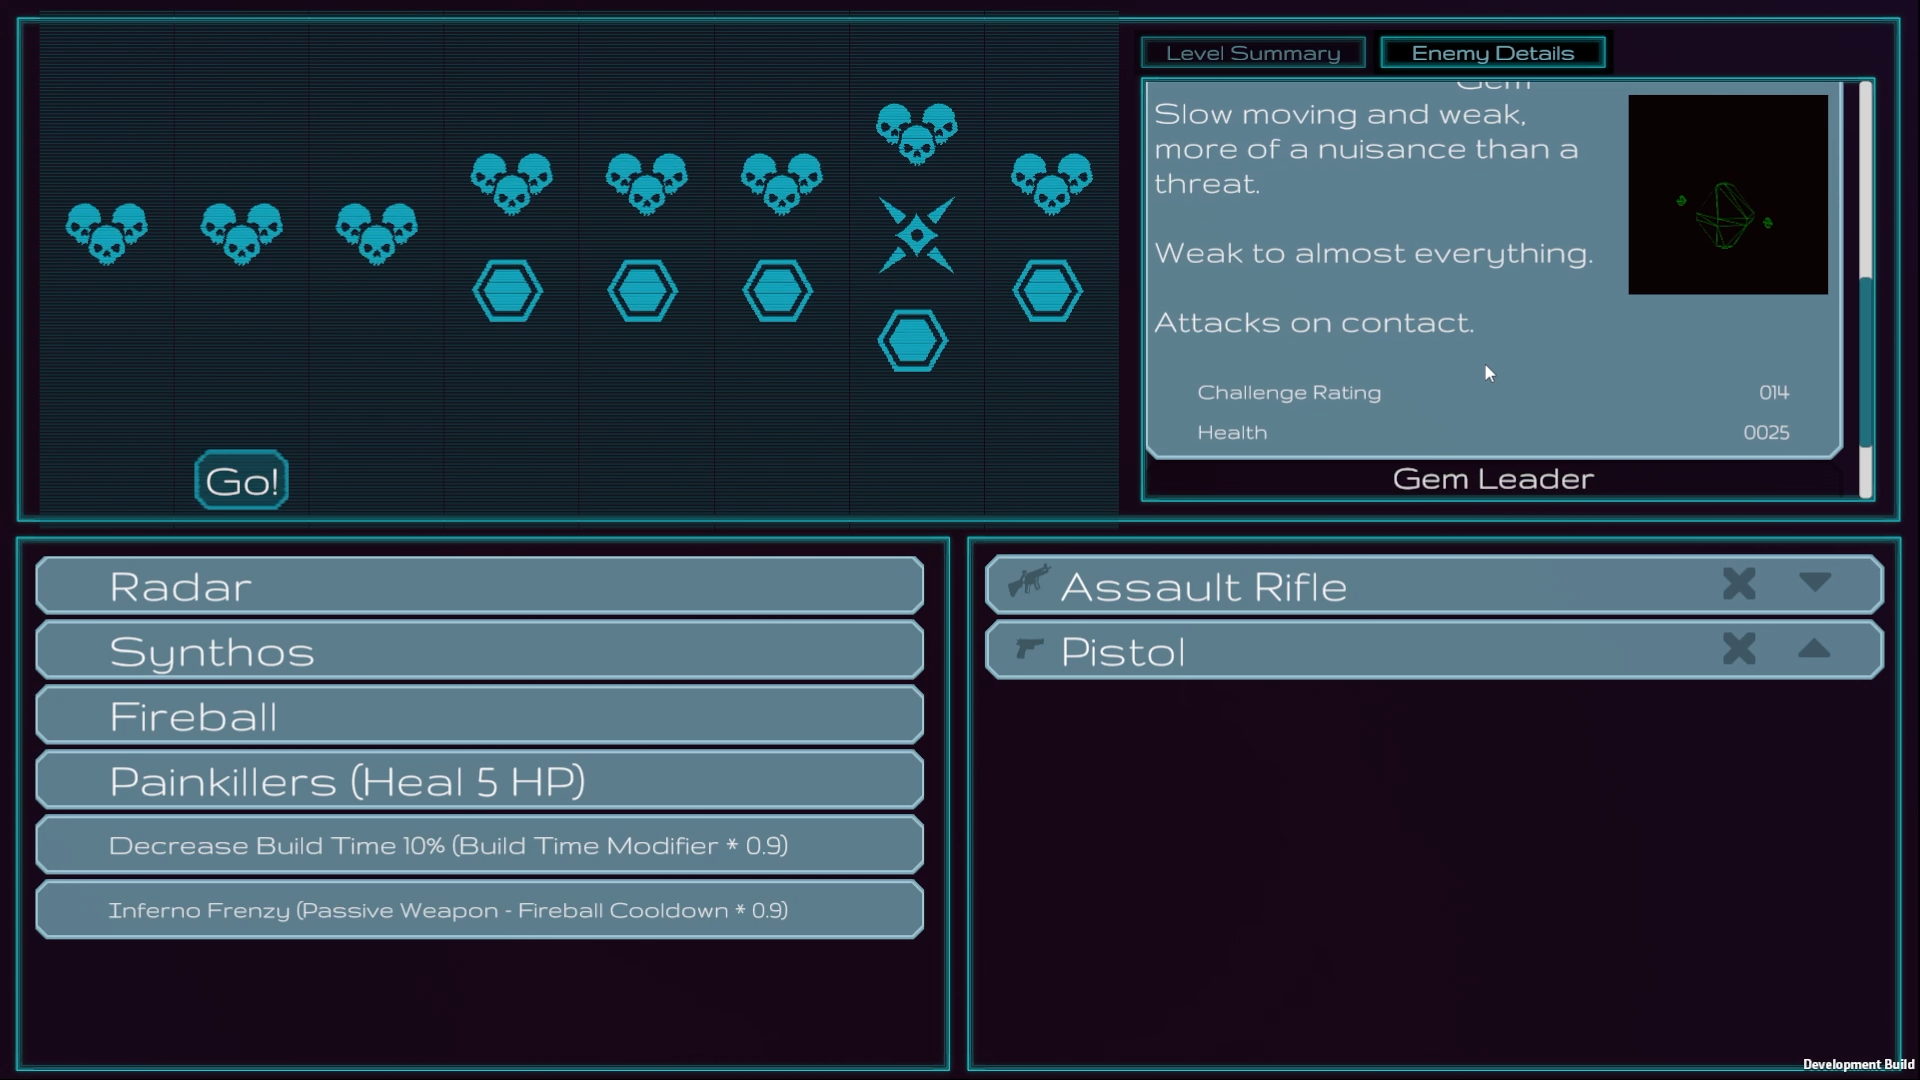 Level Summary
Enemy Details
Gem
Slow moving and weak,
more of a nuisance than a
threat.
Weak to almost everything.
Attacks on contact.
Challenge Rating 014
Health 0025
Gem Leader
Go!
Radar
Synthos
Fireball
Painkillers (Heal 5 HP)
Decrease Build Time 10% (Build Time Modifier * 0.9)
Inferno Frenzy (Passive Weapon - Fireball Cooldown * 0.9)
Assault Rifle
Pistol
Development Build